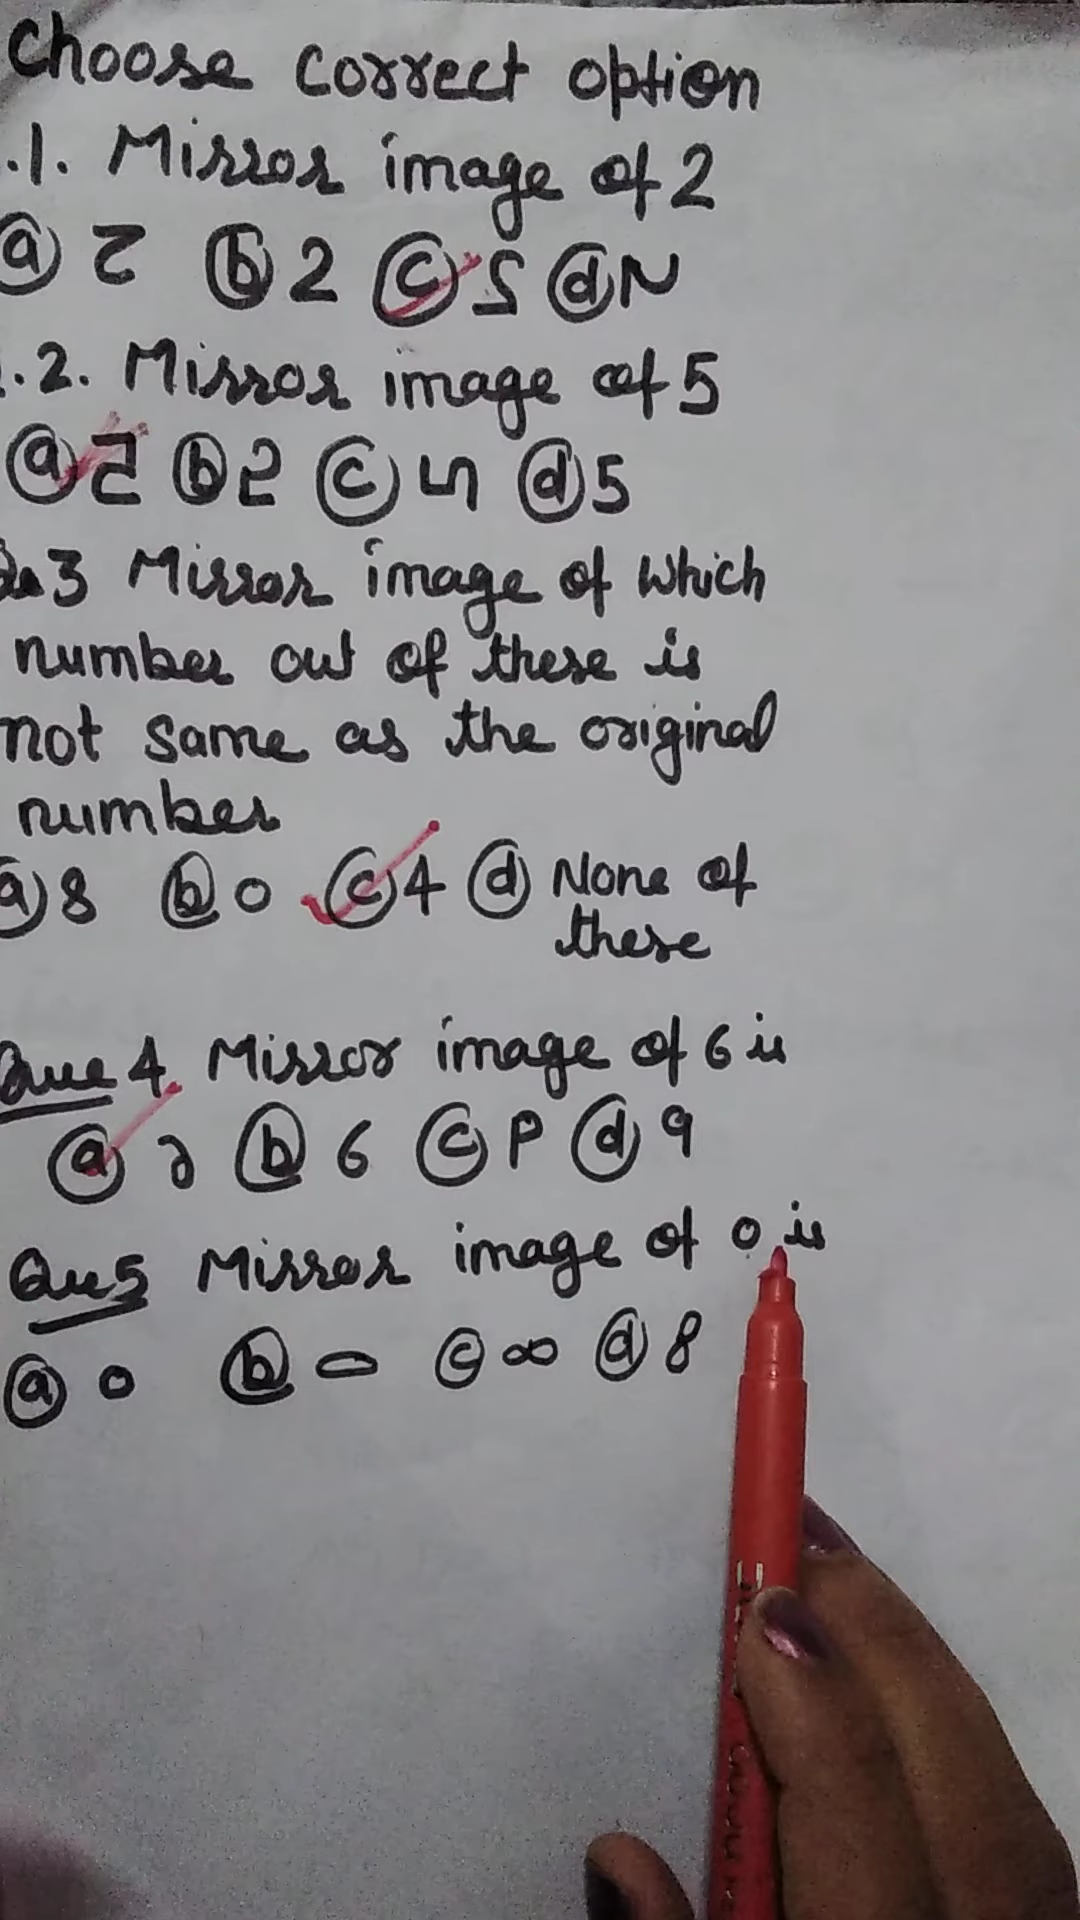 Choose correct option
.1. Mirror image of 2
a 2 b 2 c S d N
.2. Mirror image of 5
a b c d 5
3 Mirror image of which
number out of these is
not same as the original
number
a 8 b 0 c 4 d None of
these
Que 4. Mirror image of 6 is
a b 6 c P d 9
Qu 5 Mirror image of 0 is
a 0 b c ∞ d 8